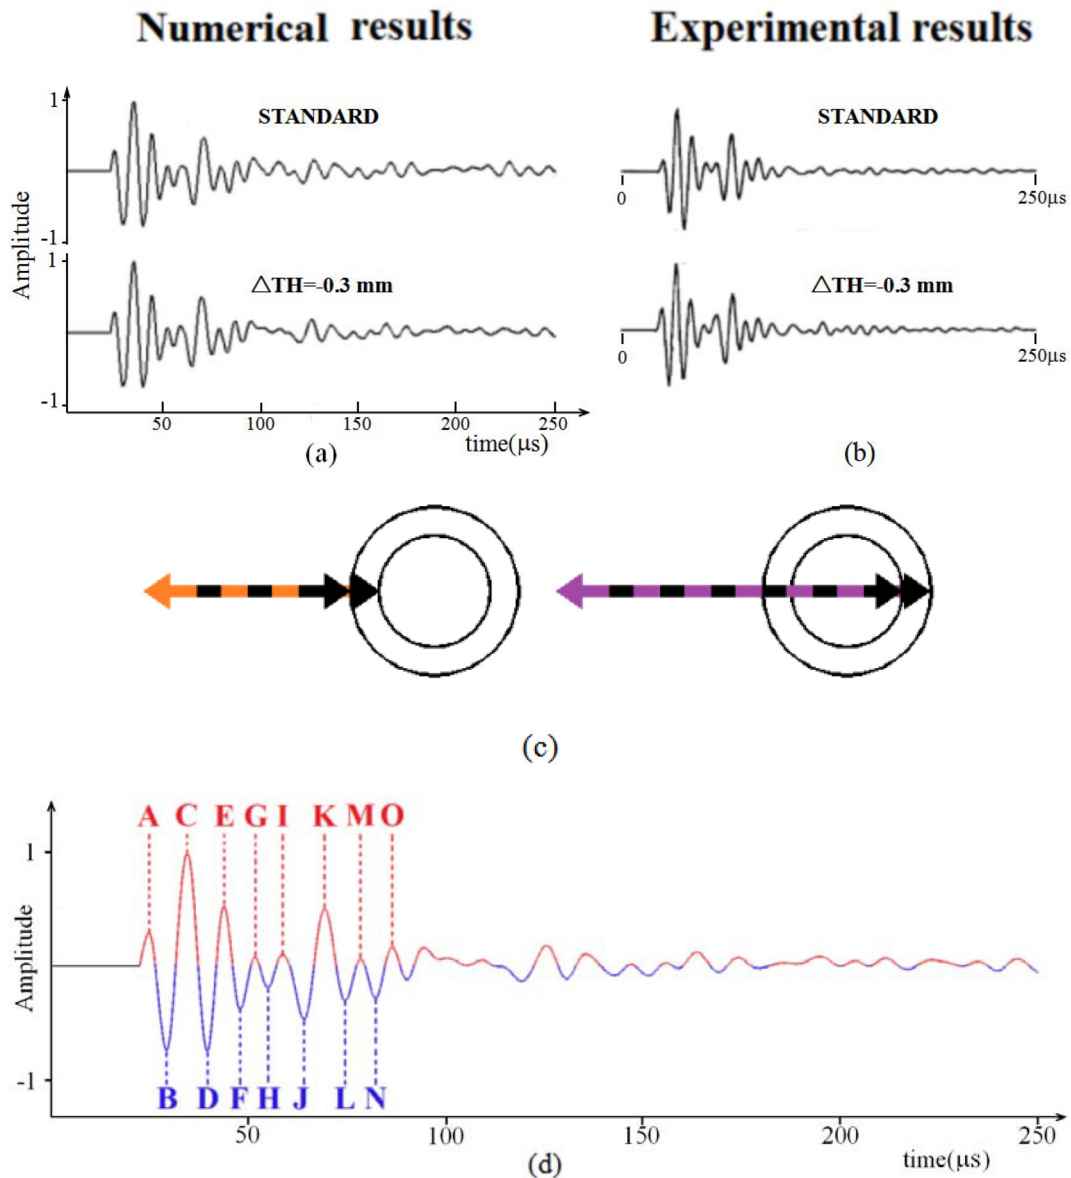 Numerical results
Experimental results
1
STANDARD
STANDARD
0
250μs
Amplitude
-1
1
△TH=-0.3 mm
△TH=-0.3 mm
0
250μs
-1
50
100
150
200
250
time(μs)
(a)
(b)
(c)
A C E G I K M O
1
Amplitude
-1
B D F H J L N
50
100
150
200
250
time(μs)
(d)